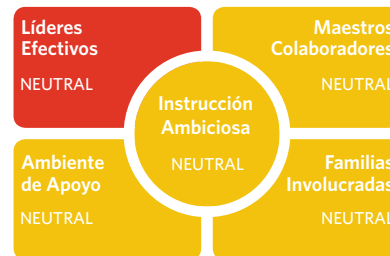 Líderes
Efectivos
NEUTRAL
Maestros
Colaboradores
NEUTRAL
Instrucción
Ambiciosa
NEUTRAL
Ambiente
de Apoyo
NEUTRAL
Familias
Involucradas
NEUTRAL